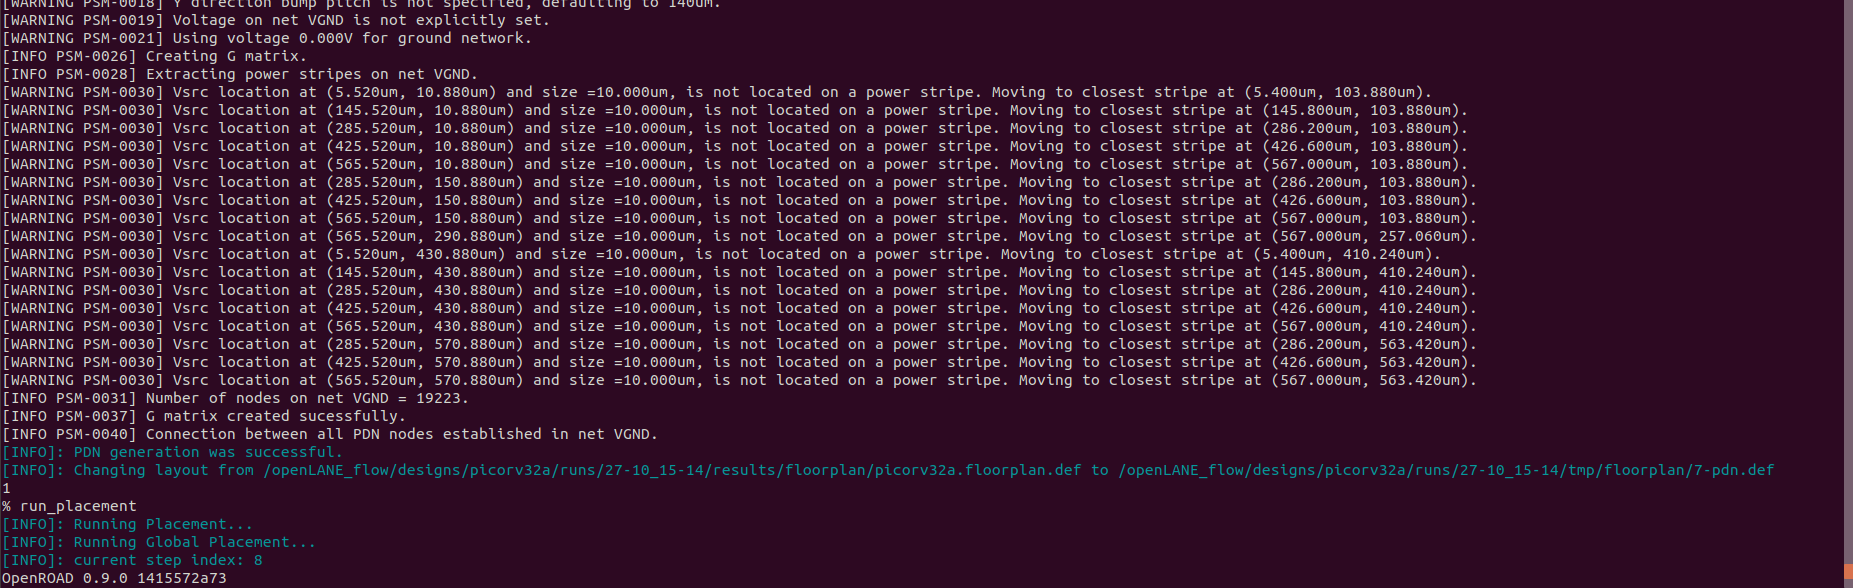 [WARNING PSM-0018] Y direction bump pitch is not specified, defaulting to 140um.
[WARNING PSM-0019] Voltage on net VGND is not explicitly set.
[WARNING PSM-0021] Using voltage 0.000V for ground network.
[INFO PSM-0026] Creating G matrix.
[INFO PSM-0028] Extracting power stripes on net VGND.
[WARNING PSM-0030] Vsrc location at (5.520um, 10.880um) and size =10.000um, is not located on a power stripe. Moving to closest stripe at (5.400um, 103.880um).
[WARNING PSM-0030] Vsrc location at (145.520um, 10.880um) and size =10.000um, is not located on a power stripe. Moving to closest stripe at (145.800um, 103.880um).
[WARNING PSM-0030] Vsrc location at (285.520um, 10.880um) and size =10.000um, is not located on a power stripe. Moving to closest stripe at (286.200um, 103.880um).
[WARNING PSM-0030] Vsrc location at (425.520um, 10.880um) and size =10.000um, is not located on a power stripe. Moving to closest stripe at (426.600um, 103.880um).
[WARNING PSM-0030] Vsrc location at (565.520um, 10.880um) and size =10.000um, is not located on a power stripe. Moving to closest stripe at (567.000um, 103.880um).
[WARNING PSM-0030] Vsrc location at (285.520um, 150.880um) and size =10.000um, is not located on a power stripe. Moving to closest stripe at (286.200um, 103.880um).
[WARNING PSM-0030] Vsrc location at (425.520um, 150.880um) and size =10.000um, is not located on a power stripe. Moving to closest stripe at (426.600um, 103.880um).
[WARNING PSM-0030] Vsrc location at (565.520um, 150.880um) and size =10.000um, is not located on a power stripe. Moving to closest stripe at (567.000um, 103.880um).
[WARNING PSM-0030] Vsrc location at (565.520um, 290.880um) and size =10.000um, is not located on a power stripe. Moving to closest stripe at (567.000um, 257.060um).
[WARNING PSM-0030] Vsrc location at (5.520um, 430.880um) and size =10.000um, is not located on a power stripe. Moving to closest stripe at (5.400um, 410.240um).
[WARNING PSM-0030] Vsrc location at (145.520um, 430.880um) and size =10.000um, is not located on a power stripe. Moving to closest stripe at (145.800um, 410.240um).
[WARNING PSM-0030] Vsrc location at (285.520um, 430.880um) and size =10.000um, is not located on a power stripe. Moving to closest stripe at (286.200um, 410.240um).
[WARNING PSM-0030] Vsrc location at (425.520um, 430.880um) and size =10.000um, is not located on a power stripe. Moving to closest stripe at (426.600um, 410.240um).
[WARNING PSM-0030] Vsrc location at (565.520um, 430.880um) and size =10.000um, is not located on a power stripe. Moving to closest stripe at (567.000um, 410.240um).
[WARNING PSM-0030] Vsrc location at (285.520um, 570.880um) and size =10.000um, is not located on a power stripe. Moving to closest stripe at (286.200um, 563.420um).
[WARNING PSM-0030] Vsrc location at (425.520um, 570.880um) and size =10.000um, is not located on a power stripe. Moving to closest stripe at (426.600um, 563.420um).
[WARNING PSM-0030] Vsrc location at (565.520um, 570.880um) and size =10.000um, is not located on a power stripe. Moving to closest stripe at (567.000um, 563.420um).
[INFO PSM-0031] Number of nodes on net VGND = 19223.
[INFO PSM-0037] G matrix created sucessfully.
[INFO PSM-0040] Connection between all PDN nodes established in net VGND.
[INFO]: PDN generation was successful.
[INFO]: Changing layout from /openLANE_flow/designs/picorv32a/runs/27-10_15-14/results/floorplan/picorv32a.floorplan.def to /openLANE_flow/designs/picorv32a/runs/27-10_15-14/tmp/floorplan/7-pdn.def
1
% run_placement
[INFO]: Running Placement...
[INFO]: Running Global Placement...
[INFO]: current step index: 8
OpenROAD 0.9.0 1415572a73